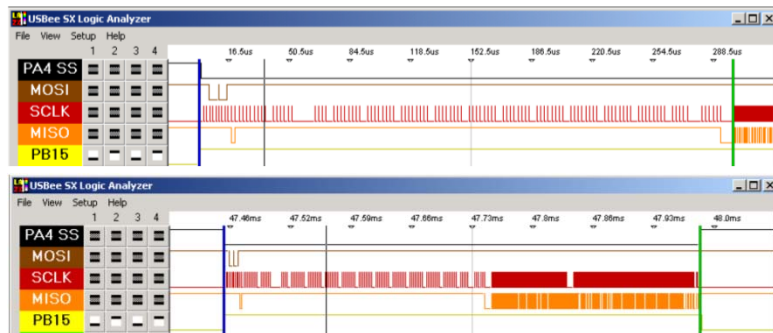 USBee SX Logic Analyzer
File View Setup Help
1 2 3 4 16.5us 50.5us 84.5us 118.5us 152.5us 186.5us 220.5us 254.5us 288.5us
PA4 SS
MOSI
SCLK
MISO
PB15
USBee SX Logic Analyzer
File View Setup Help
1 2 3 4 47.46ms 47.52ms 47.59ms 47.66ms 47.73ms 47.8ms 47.86ms 47.93ms 48.0ms
PA4 SS
MOSI
SCLK
MISO
PB15